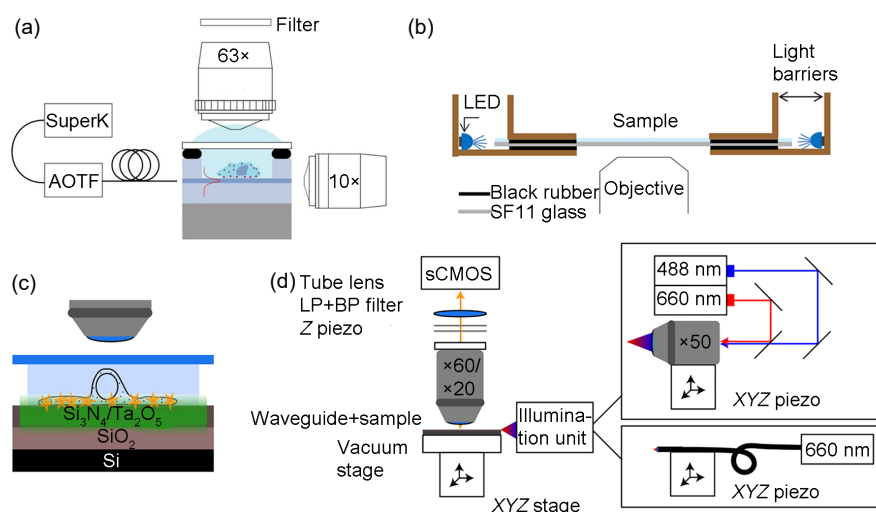 (a)
Filter
63×
SuperK
AOTF
10×
(b)
Light
barriers
LED
Sample
Objective
Black rubber
SF11 glass
(c)
Si₃N₄/Ta₂O₅
SiO₂
Si
(d)
sCMOS
Tube lens
LP+BP filter
Z piezo
×60/
×20
Waveguide+sample
Vacuum
stage
XYZ stage
Illumina-
tion unit
488 nm
660 nm
×50
XYZ piezo
660 nm
XYZ piezo